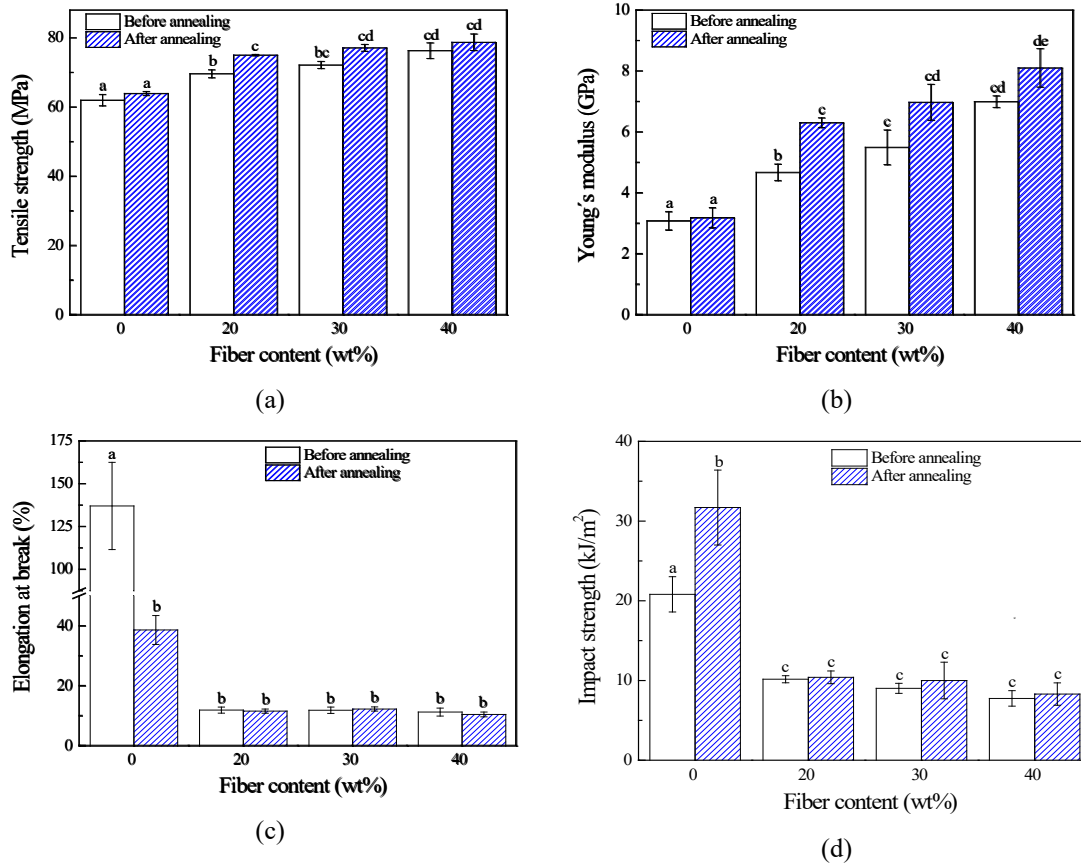 Before annealing
After annealing
Tensile strength (MPa)
80
60
40
20
0
a
a
b
c
bc
cd
cd
cd
0
20
30
40
Fiber content (wt%)
(a)
Before annealing
After annealing
Young´s modulus (GPa)
10
8
6
4
2
0
a
a
b
c
c
cd
cd
de
0
20
30
40
Fiber content (wt%)
(b)
Before annealing
After annealing
Elongation at break (%)
175
150
125
100
40
20
0
a
b
b
b
b
b
b
b
0
20
30
40
Fiber content (wt%)
(c)
Before annealing
After annealing
Impact strength (kJ/m²)
40
30
20
10
0
a
b
c
c
c
c
c
c
0
20
30
40
Fiber content (wt%)
(d)